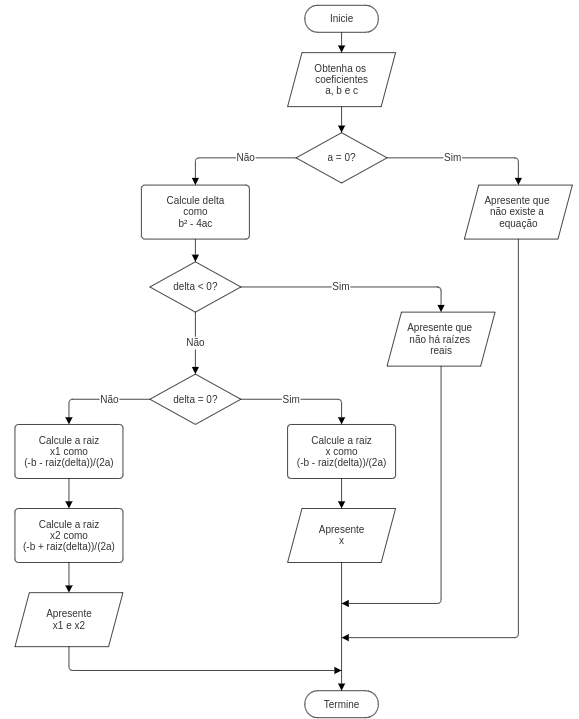 Inicie
Obtenha os
coeficientes
a, b e c
a = 0?
Não
Sim
Calcule delta
como
b² - 4ac
Apresente que
não existe a
equação
delta < 0?
Sim
Apresente que
não há raízes
reais
Não
delta = 0?
Não
Sim
Calcule a raiz
x1 como
(-b - raiz(delta))/(2a)
Calcule a raiz
x como
(-b - raiz(delta))/(2a)
Calcule a raiz
x2 como
(-b + raiz(delta))/(2a)
Apresente
x
Apresente
x1 e x2
Termine